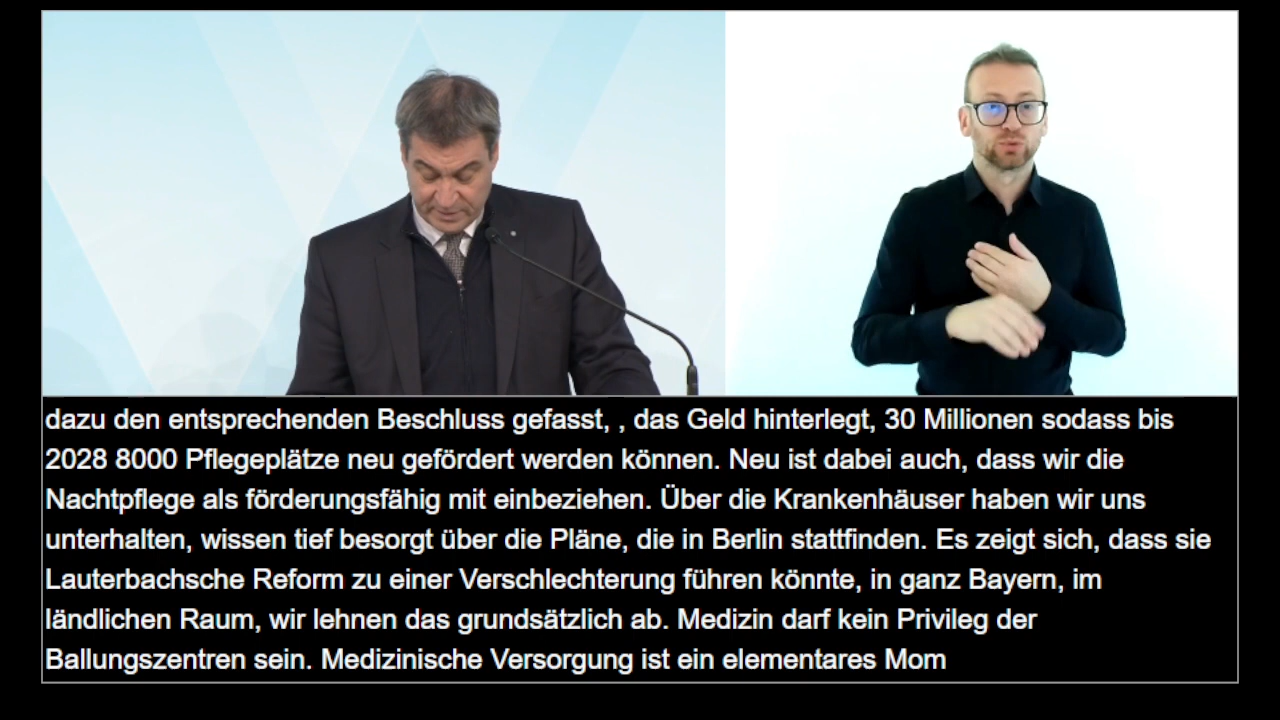 dazu den entsprechenden Beschluss gefasst, , das Geld hinterlegt, 30 Millionen sodass bis
2028 8000 Pflegeplätze neu gefördert werden können. Neu ist dabei auch, dass wir die
Nachtpflege als förderungsfähig mit einbeziehen. Über die Krankenhäuser haben wir uns
unterhalten, wissen tief besorgt über die Pläne, die in Berlin stattfinden. Es zeigt sich, dass sie
Lauterbachsche Reform zu einer Verschlechterung führen könnte, in ganz Bayern, im
ländlichen Raum, wir lehnen das grundsätzlich ab. Medizin darf kein Privileg der
Ballungszentren sein. Medizinische Versorgung ist ein elementares Mom